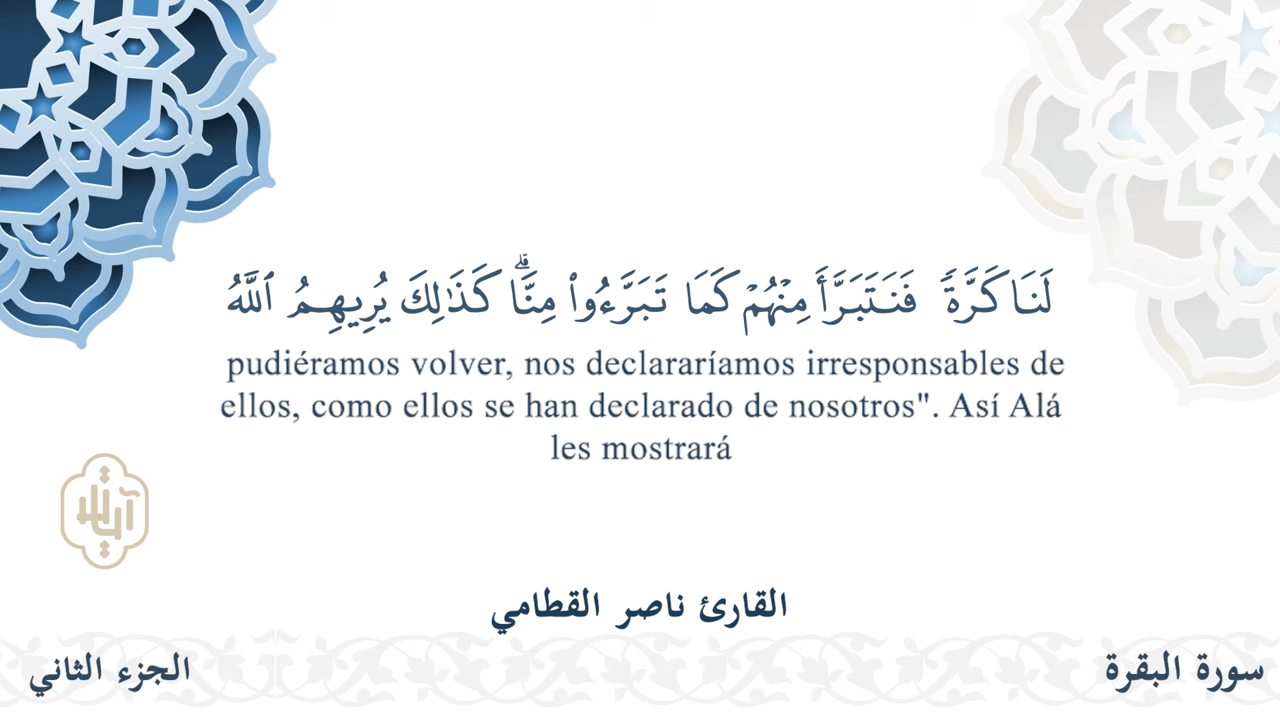 لَنَا كَرَّةٗ فَنَتَبَرَّأَ مِنۡهُمۡ كَمَا تَبَرَّءُواْ مِنَّاۗ كَذَٰلِكَ يُرِيهِمُ ٱللَّهُ
pudiéramos volver, nos declararíamos irresponsables de
ellos, como ellos se han declarado de nosotros". Así Alá
les mostrará
القارئ ناصر القطامي
سورة البقرة
الجزء الثاني